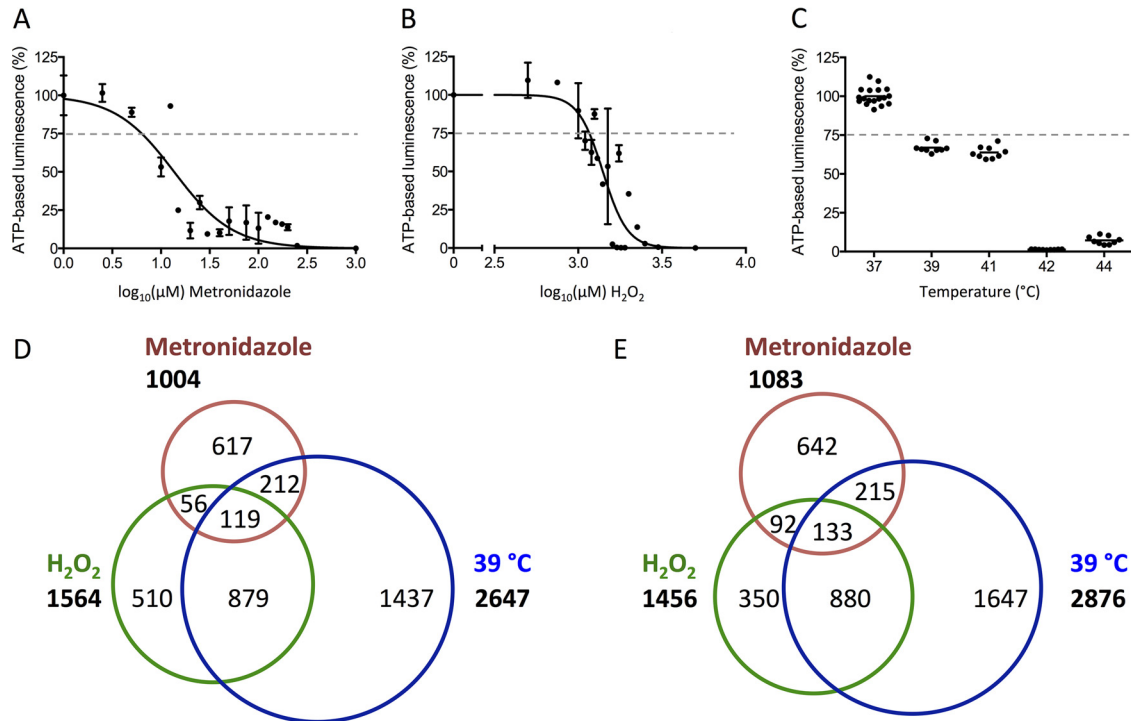 A
ATP-based luminescence (%)
125
100
75
50
25
0
0.0 0.5 1.0 1.5 2.0 2.5 3.0
log₁₀(μM) Metronidazole
B
ATP-based luminescence (%)
125
100
75
50
25
0
0 2.5 3.0 3.5 4.0
log₁₀(μM) H₂O₂
C
ATP-based luminescence (%)
125
100
75
50
25
0
37 39 41 42 44
Temperature (°C)
D
Metronidazole
1004
617
212
56
119
H₂O₂
1564
510
879
1437
39 °C
2647
E
Metronidazole
1083
642
215
92
133
H₂O₂
1456
350
880
1647
39 °C
2876